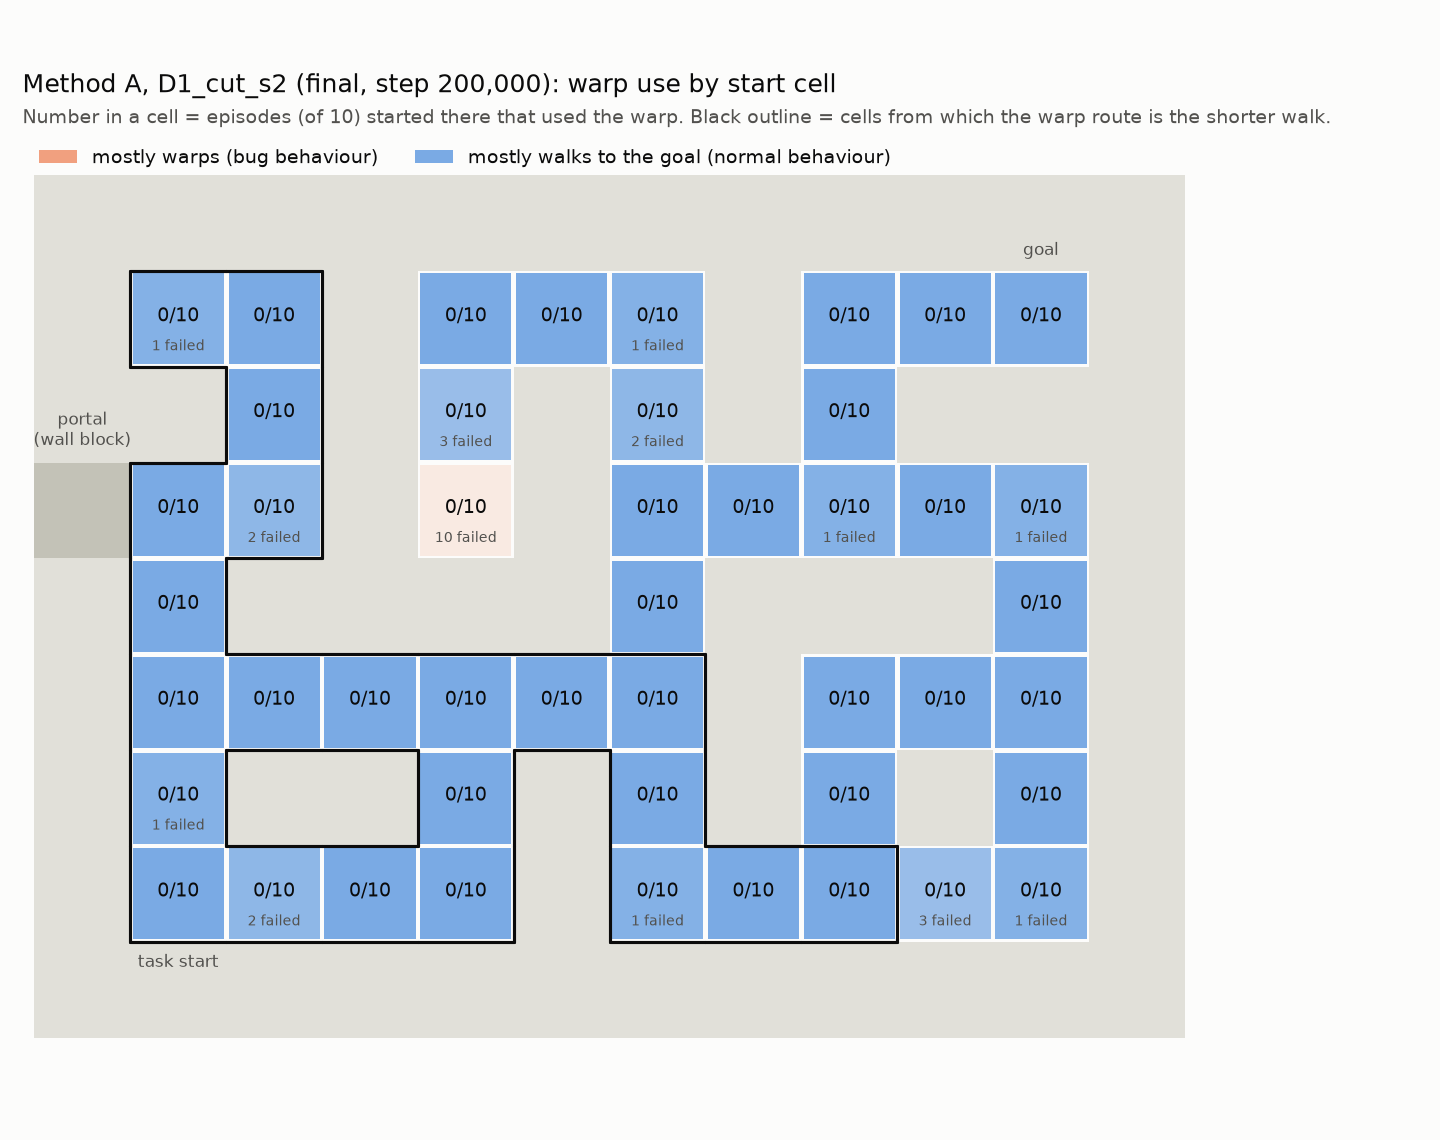 Method A, D1_cut_s2 (final, step 200,000): warp use by start cell
Number in a cell = episodes (of 10) started there that used the warp. Black outline = cells from which the warp route is the shorter walk.
mostly warps (bug behaviour) mostly walks to the goal (normal behaviour)
goal
0/10 0/10 0/10 0/10 0/10 0/10 0/10 0/10
1 failed 1 failed
0/10 0/10 0/10 0/10
3 failed 2 failed
portal
(wall block)
0/10 0/10 0/10 0/10 0/10 0/10 0/10 0/10
2 failed 10 failed 1 failed 1 failed
0/10 0/10 0/10
0/10 0/10 0/10 0/10 0/10 0/10 0/10 0/10 0/10
0/10 0/10 0/10 0/10 0/10
1 failed
0/10 0/10 0/10 0/10 0/10 0/10 0/10 0/10 0/10
2 failed 1 failed 3 failed 1 failed
task start